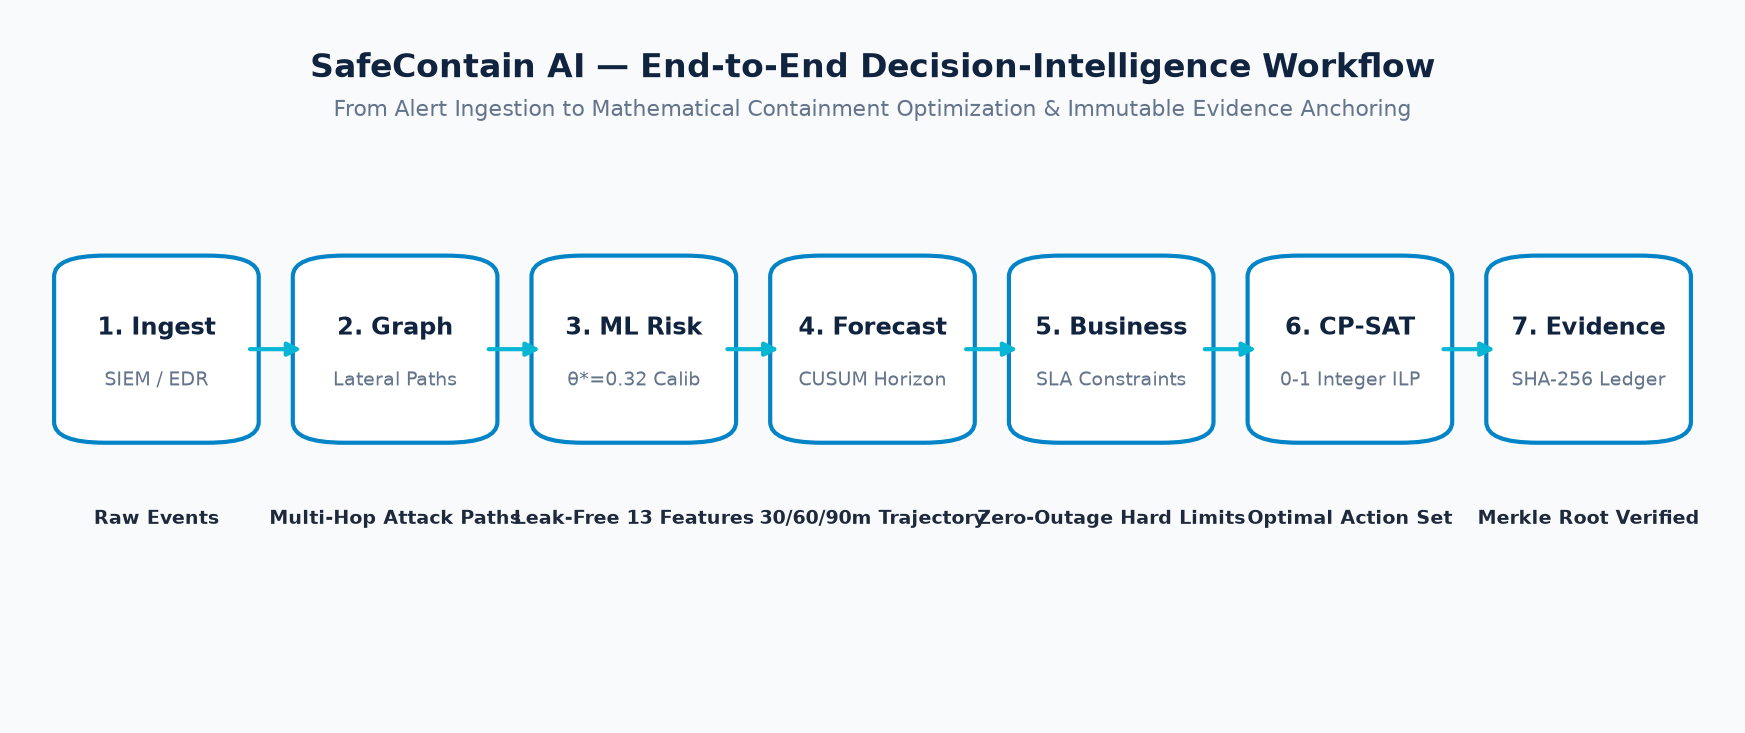 SafeContain AI — End-to-End Decision-Intelligence Workflow
From Alert Ingestion to Mathematical Containment Optimization & Immutable Evidence Anchoring
1. Ingest
SIEM / EDR
2. Graph
Lateral Paths
3. ML Risk
θ*=0.32 Calib
4. Forecast
CUSUM Horizon
5. Business
SLA Constraints
6. CP-SAT
0-1 Integer ILP
7. Evidence
SHA-256 Ledger
Raw Events
Multi-Hop Attack Paths
Leak-Free 13 Features
30/60/90m Trajectory
Zero-Outage Hard Limits
Optimal Action Set
Merkle Root Verified